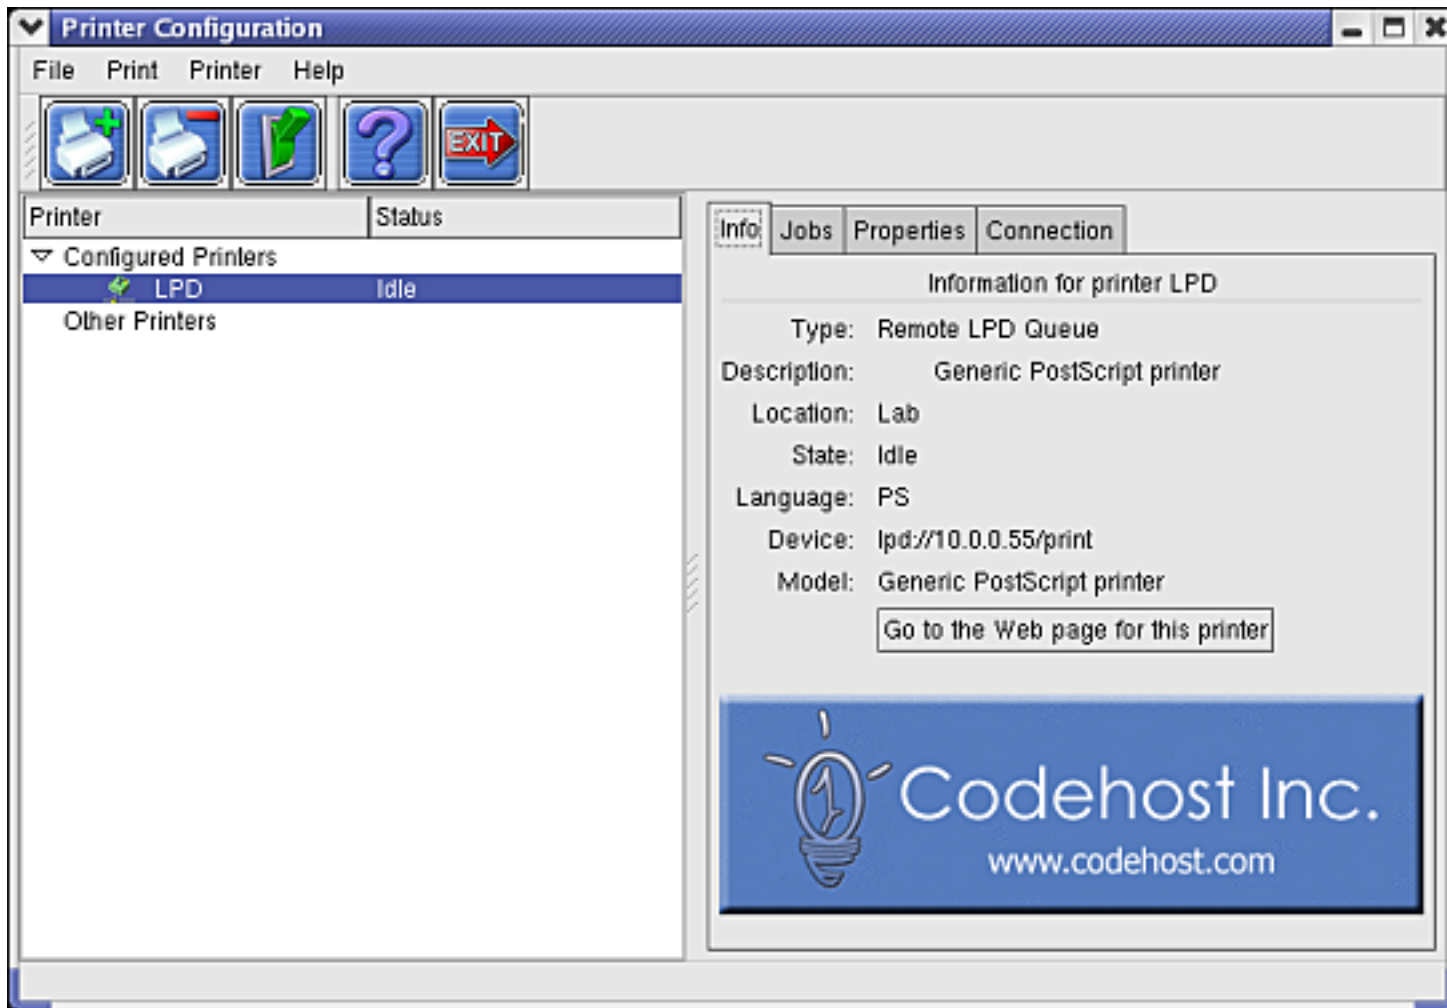 Printer Configuration
File Print Printer Help
EXIT
Printer Status
Configured Printers
LPD Idle
Other Printers
Info Jobs Properties Connection
Information for printer LPD
Type: Remote LPD Queue
Description: Generic PostScript printer
Location: Lab
State: Idle
Language: PS
Device: lpd://10.0.0.55/print
Model: Generic PostScript printer
Go to the Web page for this printer
Codehost Inc.
www.codehost.com